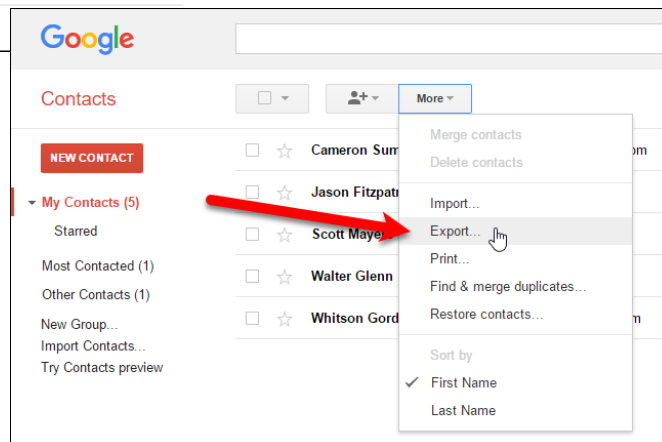 Google
Contacts
More
NEW CONTACT
My Contacts (5)
Starred
Most Contacted (1)
Other Contacts (1)
New Group...
Import Contacts...
Try Contacts preview
Cameron Sum
om
Jason Fitzpat
Scott Mayer
Walter Glenn
Whitson Gord
m
Merge contacts
Delete contacts
Import...
Export...
Print...
Find & merge duplicates...
Restore contacts...
Sort by
First Name
Last Name